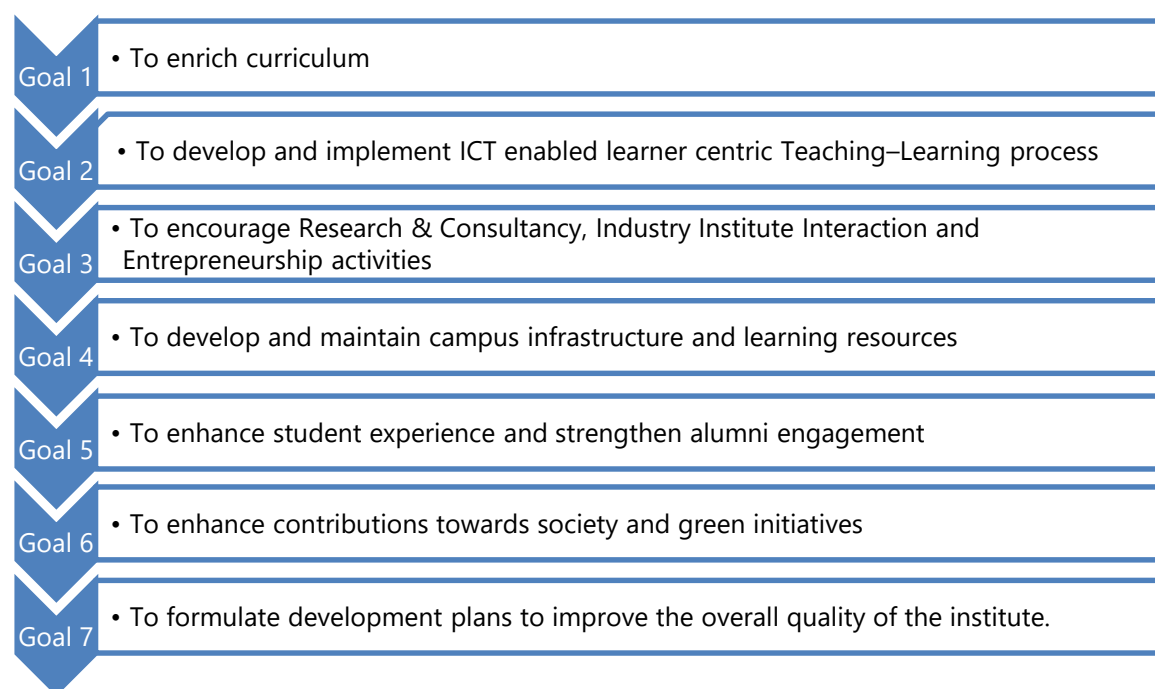 Goal 1
• To enrich curriculum
Goal 2
• To develop and implement ICT enabled learner centric Teaching–Learning process
Goal 3
• To encourage Research & Consultancy, Industry Institute Interaction and
Entrepreneurship activities
Goal 4
• To develop and maintain campus infrastructure and learning resources
Goal 5
• To enhance student experience and strengthen alumni engagement
Goal 6
• To enhance contributions towards society and green initiatives
Goal 7
• To formulate development plans to improve the overall quality of the institute.